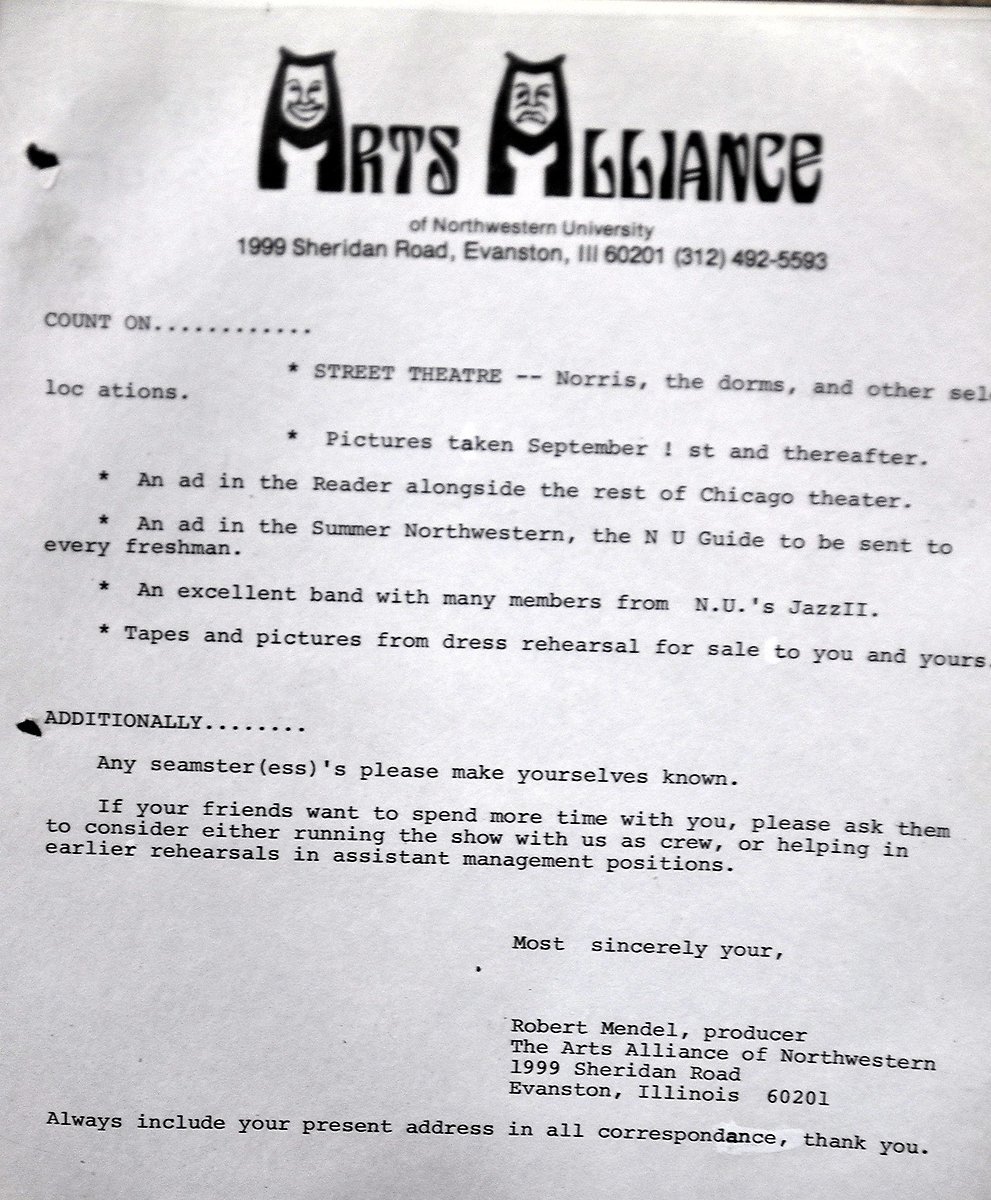 ARTS ALLIANCE
of Northwestern University
1999 Sheridan Road, Evanston, Ill 60201 (312) 492-5593
COUNT ON............
* STREET THEATRE -- Norris, the dorms, and other
loc ations.
* Pictures taken September ! st and thereafter.
* An ad in the Reader alongside the rest of Chicago theater.
* An ad in the Summer Northwestern, the N U Guide to be sent to
every freshman.
* An excellent band with many members from N.U.'s JazzII.
* Tapes and pictures from dress rehearsal for sale to you and yours.
ADDITIONALLY........
Any seamster(ess)'s please make yourselves known.
If your friends want to spend more time with you, please ask them
to consider either running the show with us as crew, or helping in
earlier rehearsals in assistant management positions.
Most sincerely your,
Robert Mendel, producer
The Arts Alliance of Northwestern
1999 Sheridan Road
Evanston, Illinois 60201
Always include your present address in all correspondance, thank you.